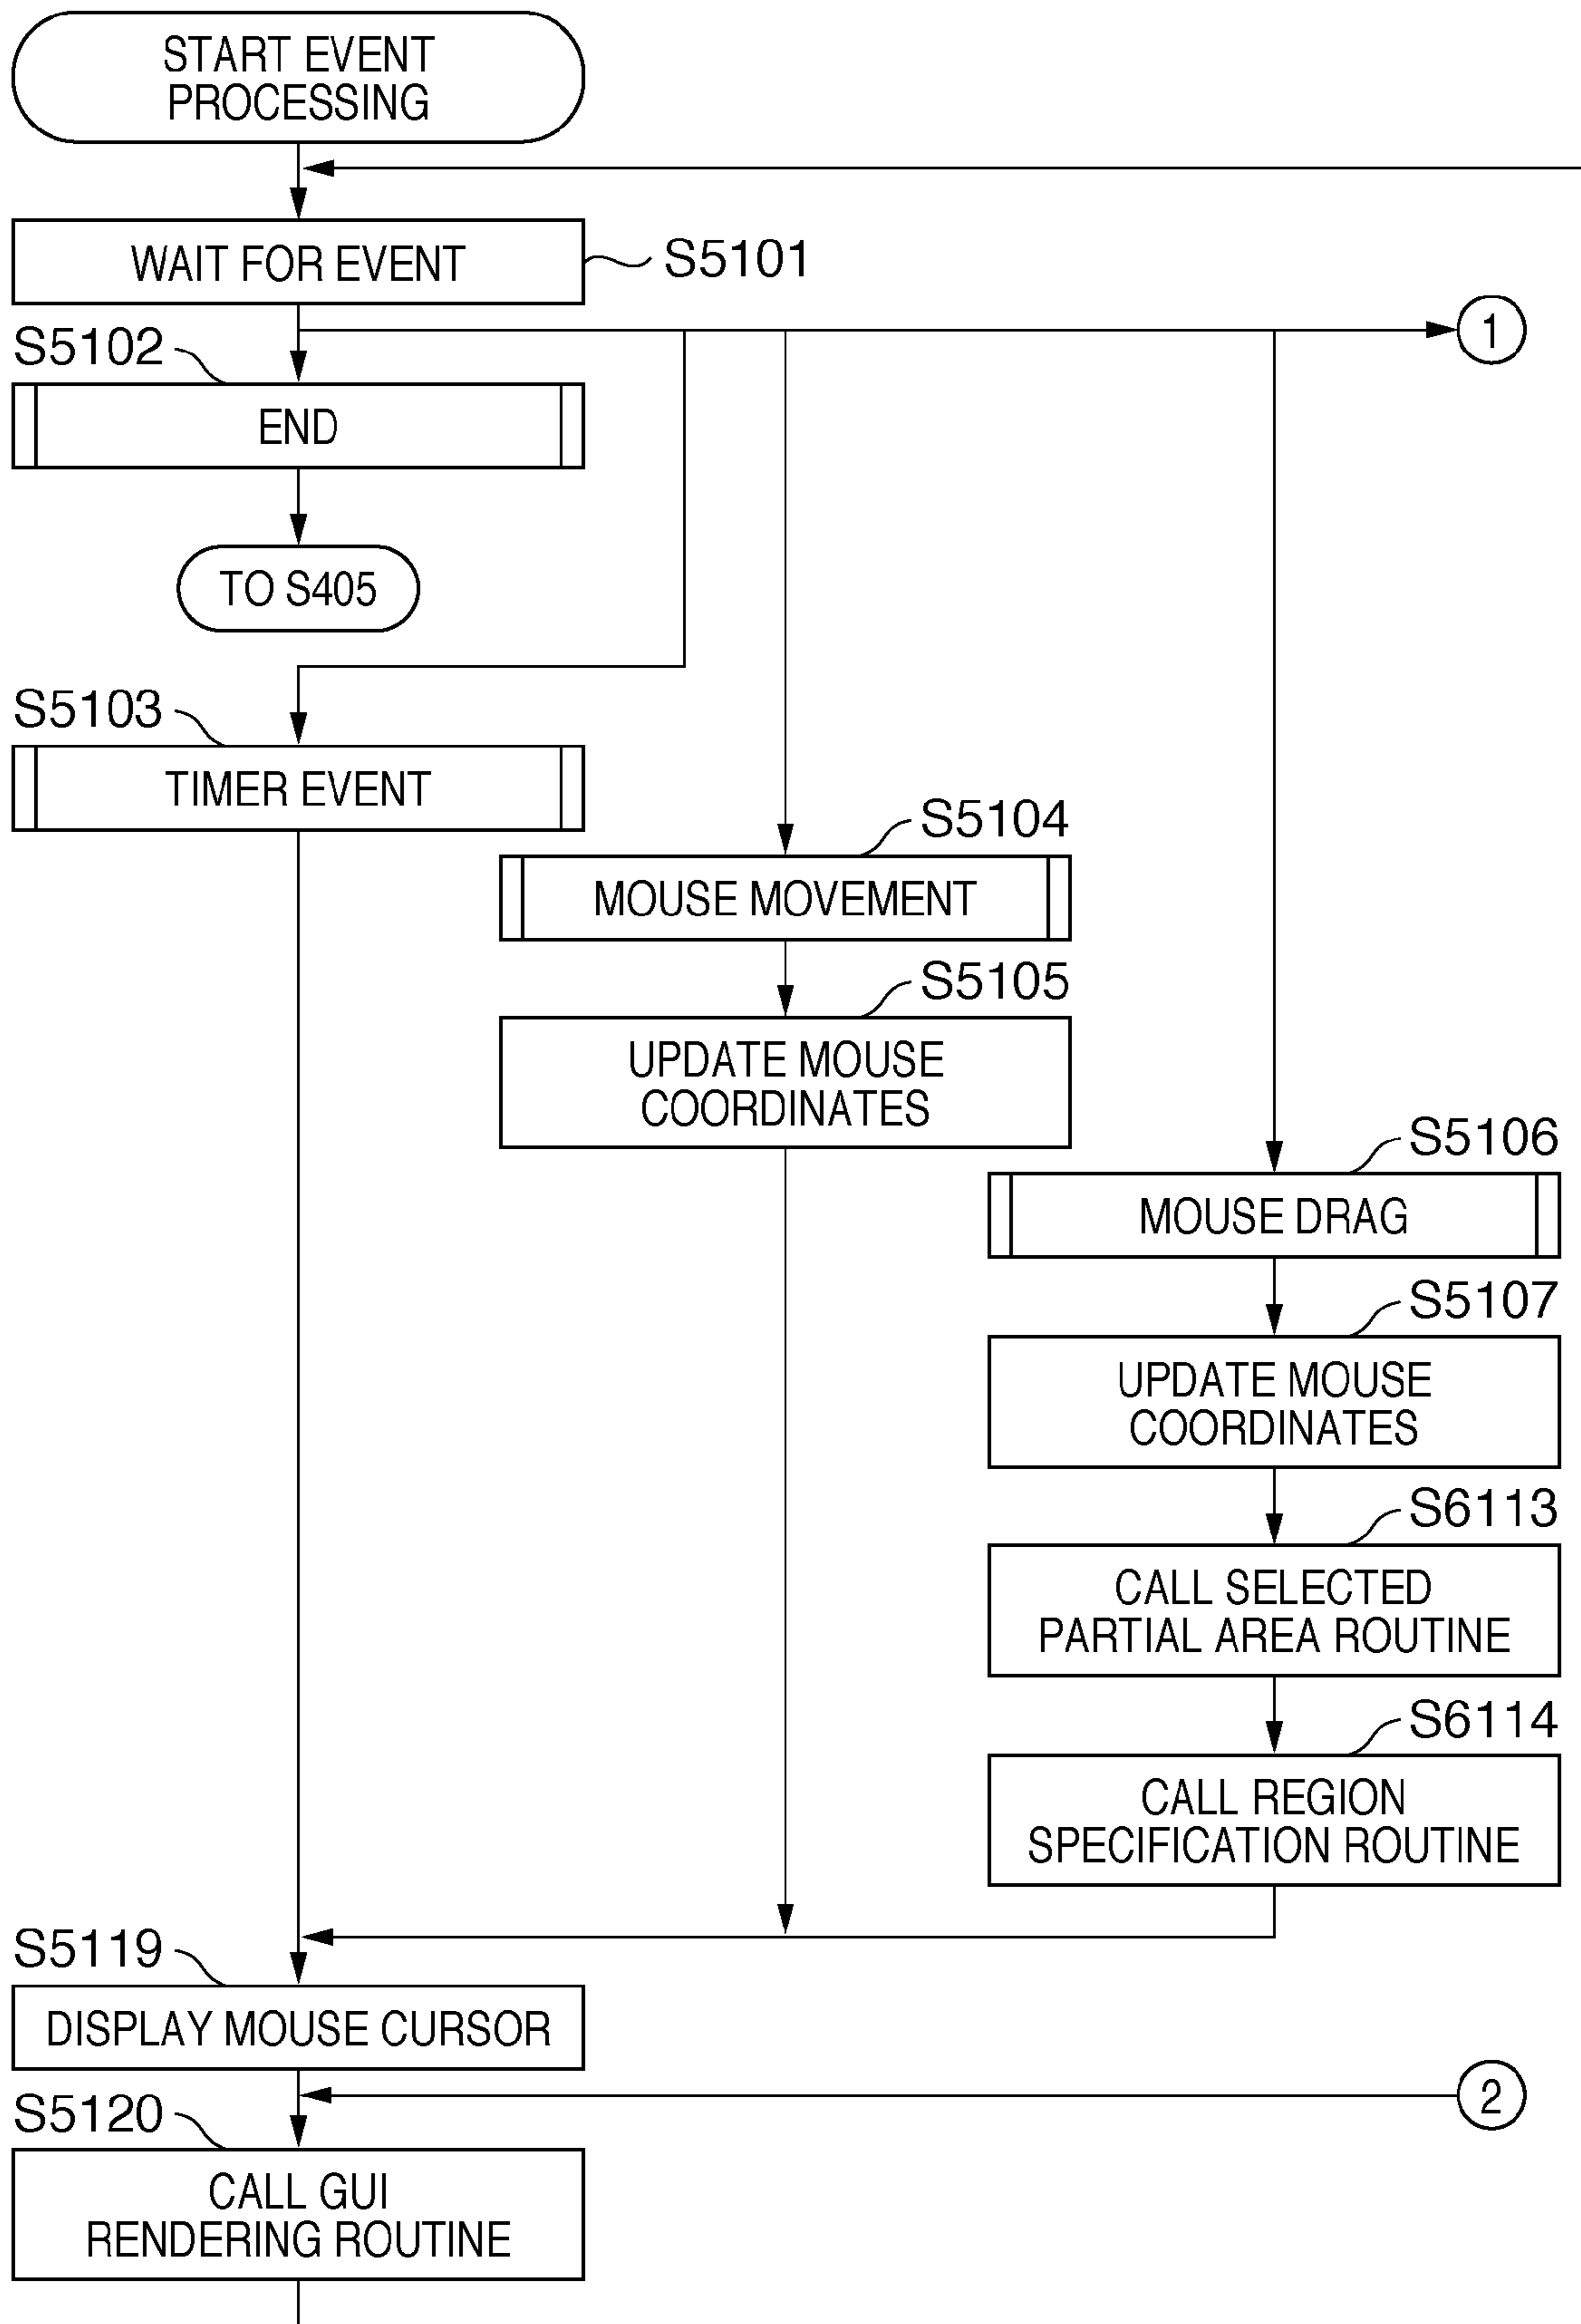 START EVENT
PROCESSING
WAIT FOR EVENT
S5101
1
S5102
END
TO S405
S5103
TIMER EVENT
S5104
MOUSE MOVEMENT
S5105
UPDATE MOUSE
COORDINATES
S5106
MOUSE DRAG
S5107
UPDATE MOUSE
COORDINATES
S6113
CALL SELECTED
PARTIAL AREA ROUTINE
S6114
CALL REGION
SPECIFICATION ROUTINE
S5119
DISPLAY MOUSE CURSOR
2
S5120
CALL GUI
RENDERING ROUTINE